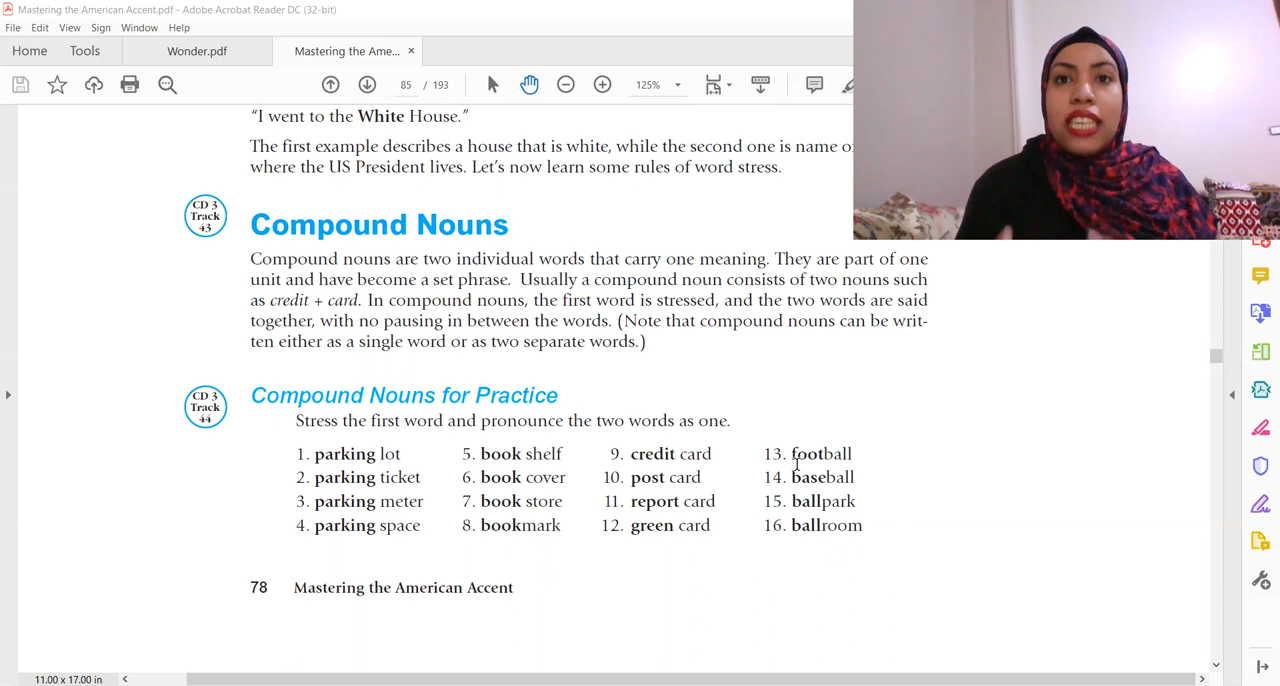 Mastering the American Accent.pdf - Adobe Acrobat Reader DC (32-bit)
File Edit View Sign Window Help
Home Tools Wonder.pdf Mastering the Ame... ×
85 / 193 125%
"I went to the White House."
The first example describes a house that is white, while the second one is name o
where the US President lives. Let's now learn some rules of word stress.
CD 3
Track
43
Compound Nouns
Compound nouns are two individual words that carry one meaning. They are part of one
unit and have become a set phrase. Usually a compound noun consists of two nouns such
as credit + card. In compound nouns, the first word is stressed, and the two words are said
together, with no pausing in between the words. (Note that compound nouns can be writ-
ten either as a single word or as two separate words.)
CD 3
Track
44
Compound Nouns for Practice
Stress the first word and pronounce the two words as one.
1. parking lot 5. book shelf 9. credit card 13. football
2. parking ticket 6. book cover 10. post card 14. baseball
3. parking meter 7. book store 11. report card 15. ballpark
4. parking space 8. bookmark 12. green card 16. ballroom
78 Mastering the American Accent
11.00 x 17.00 in